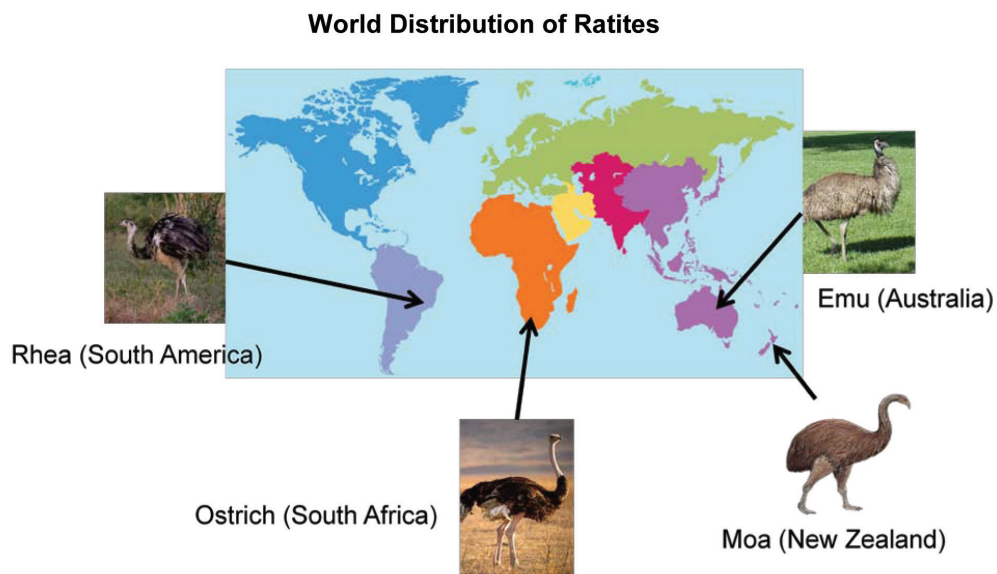 World Distribution of Ratites
Emu (Australia)
Rhea (South America)
Ostrich (South Africa)
Moa (New Zealand)